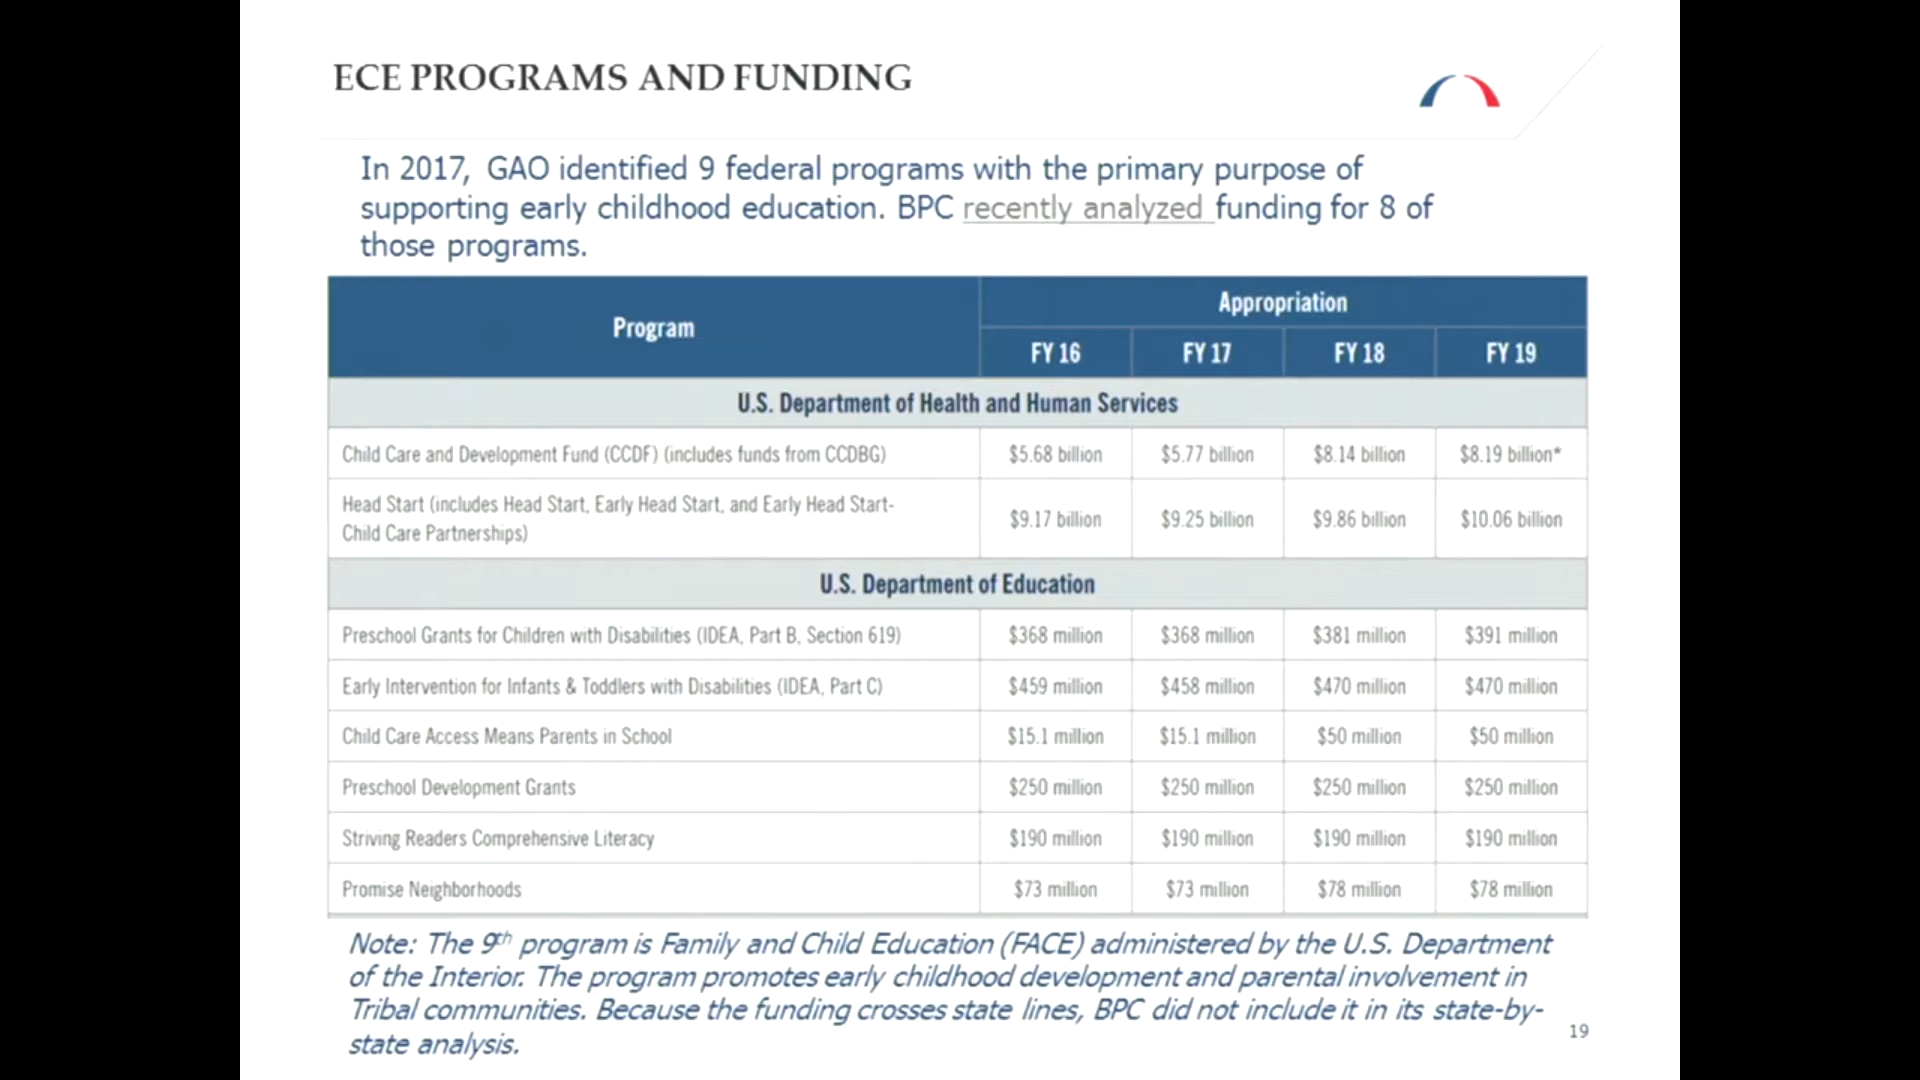 ECE PROGRAMS AND FUNDING
In 2017, GAO identified 9 federal programs with the primary purpose of
supporting early childhood education. BPC recently analyzed funding for 8 of
those programs.
Program
Appropriation
FY 16 FY 17 FY 18 FY 19
U.S. Department of Health and Human Services
Child Care and Development Fund (CCDF) (includes funds from CCDBG) $5.68 billion $5.77 billion $8.14 billion $8.19 billion*
Head Start (includes Head Start, Early Head Start, and Early Head Start-
Child Care Partnerships) $9.17 billion $9.25 billion $9.86 billion $10.06 billion
U.S. Department of Education
Preschool Grants for Children with Disabilities (IDEA, Part B, Section 619) $368 million $368 million $381 million $391 million
Early Intervention for Infants & Toddlers with Disabilities (IDEA, Part C) $459 million $458 million $470 million $470 million
Child Care Access Means Parents in School $15.1 million $15.1 million $50 million $50 million
Preschool Development Grants $250 million $250 million $250 million $250 million
Striving Readers Comprehensive Literacy $190 million $190 million $190 million $190 million
Promise Neighborhoods $73 million $73 million $78 million $78 million
Note: The 9th program is Family and Child Education (FACE) administered by the U.S. Department
of the Interior. The program promotes early childhood development and parental involvement in
Tribal communities. Because the funding crosses state lines, BPC did not include it in its state-by-
state analysis.
19